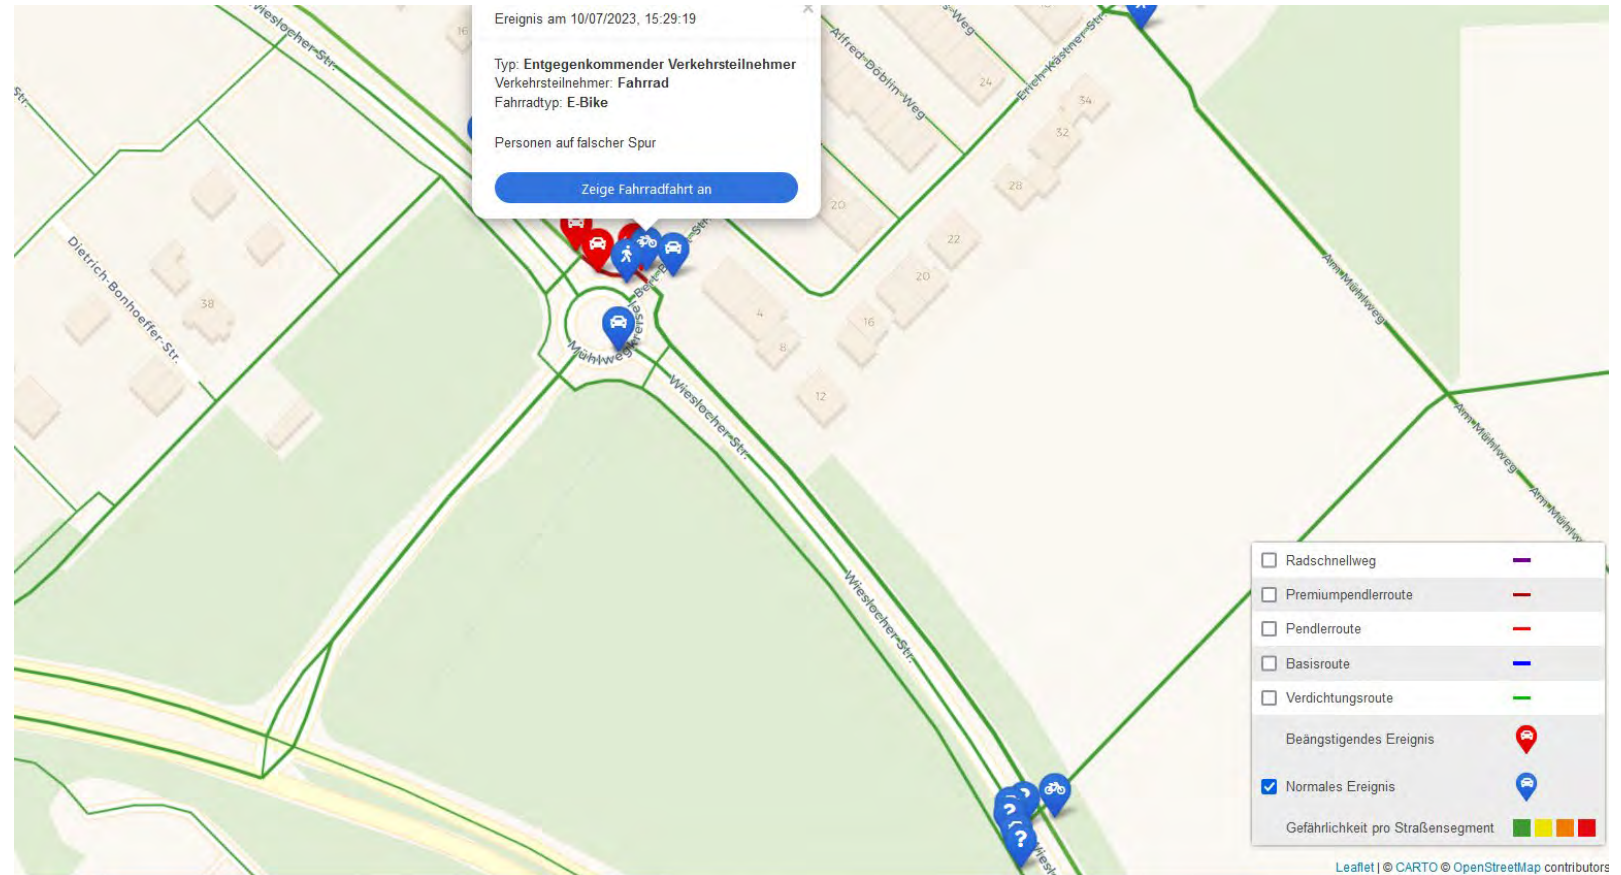 Ereignis am 10/07/2023, 15:29:19
×
Typ: Entgegenkommender Verkehrsteilnehmer
Verkehrsteilnehmer: Fahrrad
Fahrradtyp: E-Bike
Personen auf falscher Spur
Zeige Fahrradfahrt an
Wieslocher-Str.
Str.
16
Alfred-Döblin-Weg
-Weg
24
Erich-Kästner-Str.
34
32
28
20
22
20
16
4
8
12
Dietrich-Bonhoeffer-Str.
38
Mühlwegkreisel
Wieslocher-Str.
Wieslocher-Str.
Am-Mühlweg
Am-Mühlweg
?
?
Radschnellweg
Premiumpendlerroute
Pendlerroute
Basisroute
Verdichtungsroute
Beängstigendes Ereignis
Normales Ereignis
Gefährlichkeit pro Straßensegment
Leaflet | © CARTO © OpenStreetMap contributors